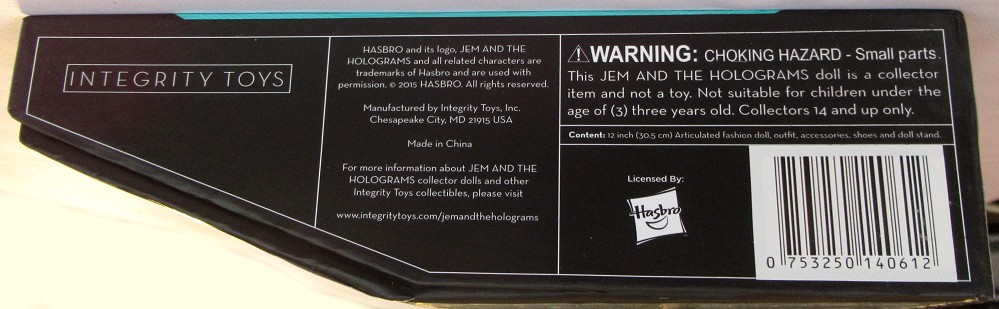 INTEGRITY TOYS
HASBRO and its logo, JEM AND THE
HOLOGRAMS and all related characters are
trademarks of Hasbro and are used with
permission. © 2015 HASBRO. All rights reserved.
Manufactured by Integrity Toys, Inc.
Chesapeake City, MD 21915 USA
Made in China
For more information about JEM AND THE
HOLOGRAMS collector dolls and other
Integrity Toys collectibles, please visit
www.integritytoys.com/jemandtheholograms
⚠WARNING: CHOKING HAZARD - Small parts.
This JEM AND THE HOLOGRAMS doll is a collector
item and not a toy. Not suitable for children under the
age of (3) three years old. Collectors 14 and up only.
Content: 12 inch (30.5 cm) Articulated fashion doll, outfit, accessories, shoes and doll stand.
Licensed By:
Hasbro
0 753250 140612